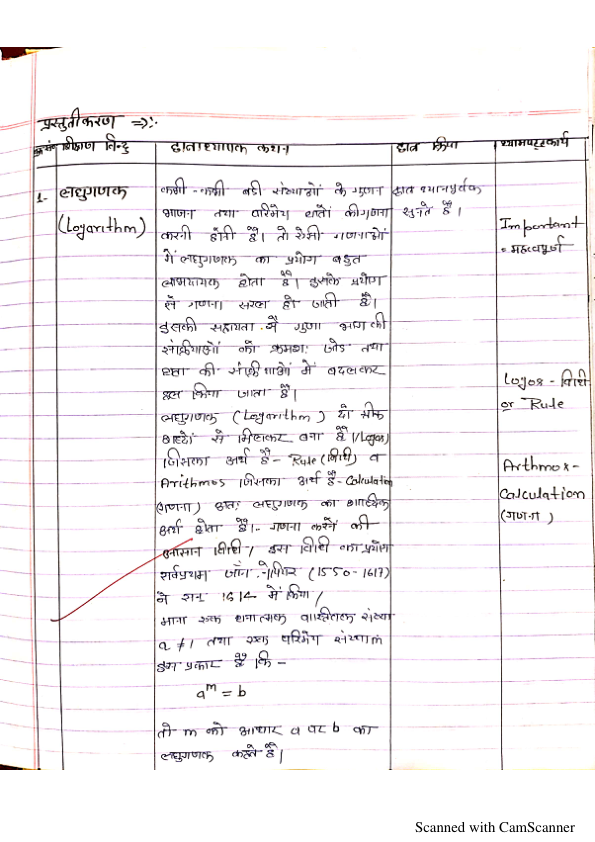 प्रस्तुतीकरण ⇒:-
क्र०सं० शिक्षण बिन्दु छात्राध्यापक कथन छात्र क्रिया श्यामपट्टकार्य
1- लघुगणक कभी-कभी बडी संख्याओं के गुणन छात्र ध्यानपूर्वक
(Logarithm) भाजन तथा परिमेय घातों की गणना सुनते है। Important
करनी होती है। तो ऐसी गणनाओं - महत्वपूर्ण
में लघुगणक का प्रयोग बहुत
लाभदायक होता है। इसके प्रयोग
से गणना सरल हो जाती है।
इसकी सहायता से गुणा भाग की
संक्रियाओं को क्रमशः जोड तथा
घटा की संक्रियाओं में बदलकर Logos - विधी
हल किया जाता है। or Rule
लघुगणक (Logarithm) दो ग्रीक
शब्दों से मिलकर बना है। (Logos)
जिसका अर्थ है- Rule (विधी) व Arithmos -
Arithmos जिसका अर्थ है- Calculation Calculation
(गणना) अतः लघुगणक का शाब्दिक (गणना)
अर्थ होता है।- गणना करने की
आसान विधी/ इस विधी का प्रयोग
सर्वप्रथम जॉन नेपियर (1550-1617)
ने सन् 1614 में किया/
माना एक धनात्मक वास्तविक संख्या
a ≠ 1 तथा एक परिमेय संख्या m
इस प्रकार है कि -
a^m = b
तो m को आधार a पर b का
लघुगणक कहते है।
Scanned with CamScanner